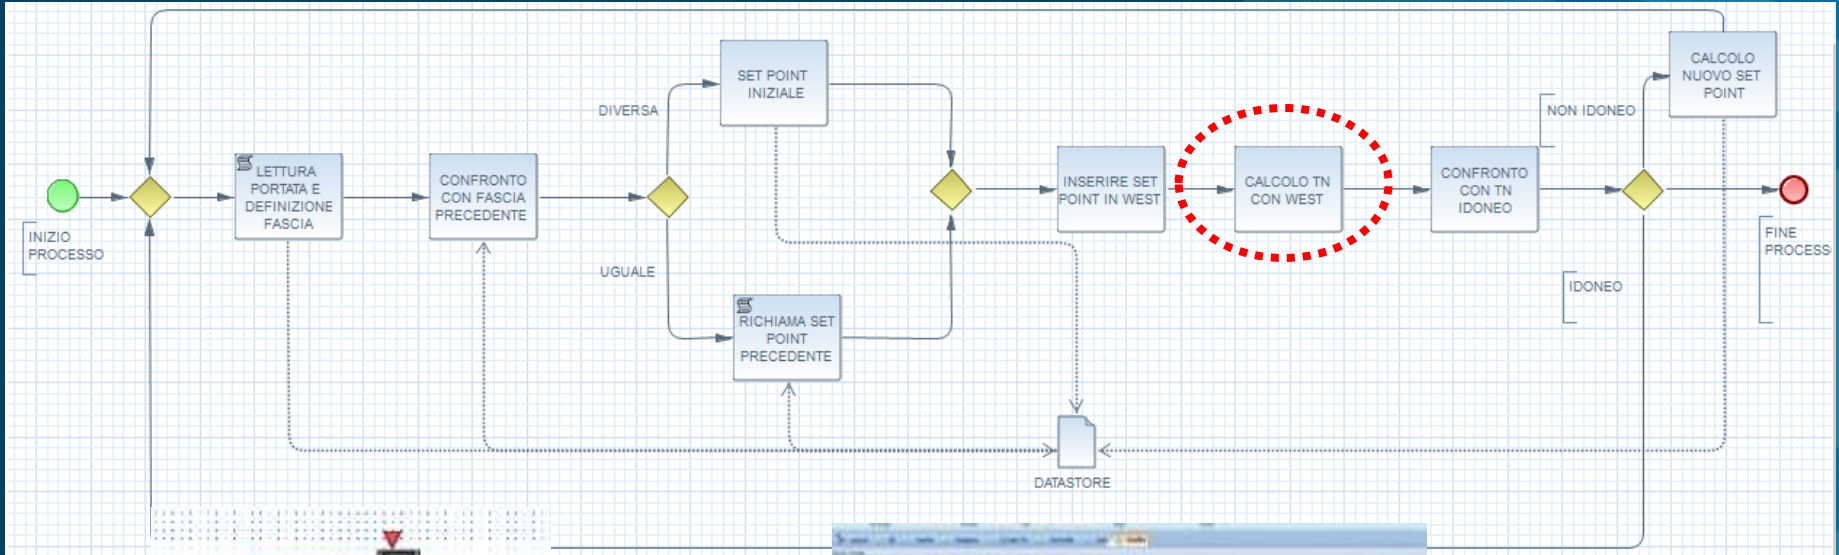 INIZIO
PROCESSO
LETTURA
PORTATA E
DEFINIZIONE
FASCIA
CONFRONTO
CON FASCIA
PRECEDENTE
DIVERSA
UGUALE
SET POINT
INIZIALE
RICHIAMA SET
POINT
PRECEDENTE
INSERIRE SET
POINT IN WEST
CALCOLO TN
CON WEST
CONFRONTO
CON TN
IDONEO
NON IDONEO
IDONEO
CALCOLO
NUOVO SET
POINT
FINE
PROCESS
DATASTORE